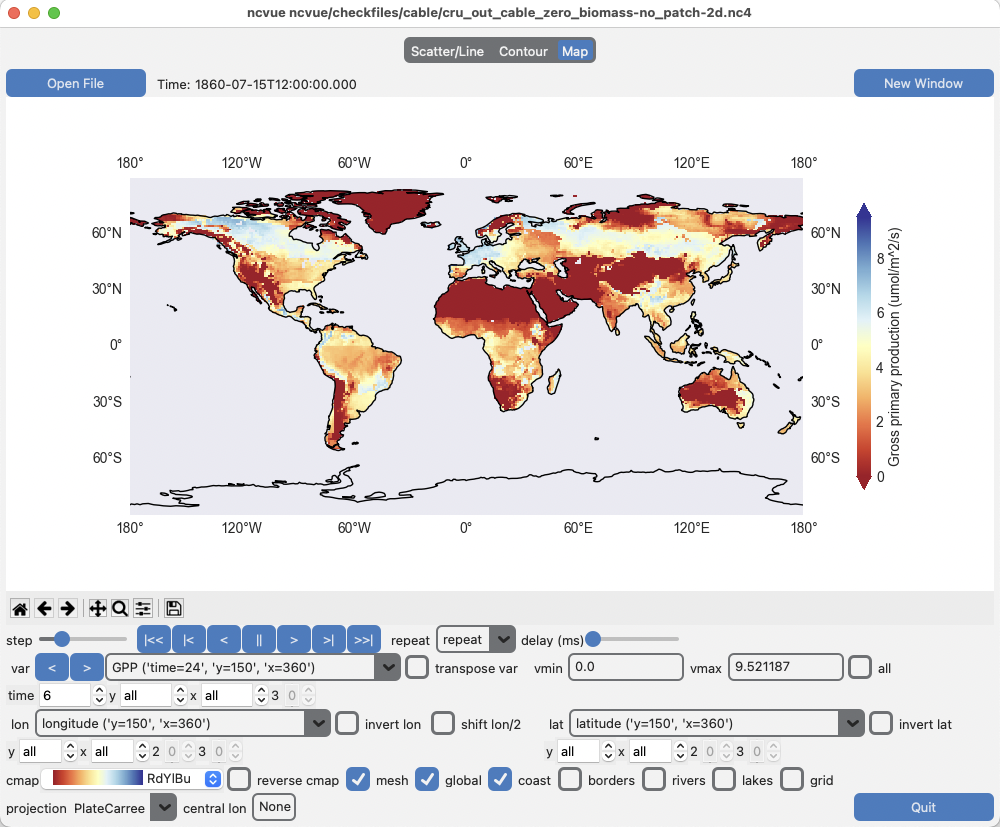 ncvue ncvue/checkfiles/cable/cru_out_cable_zero_biomass-no_patch-2d.nc4
Scatter/Line Contour Map
Open File Time: 1860-07-15T12:00:00.000 New Window
180° 120°W 60°W 0° 60°E 120°E 180°
60°N 60°N
30°N 30°N
0° 0°
30°S 30°S
60°S 60°S
180° 120°W 60°W 0° 60°E 120°E 180°
8
6
4
2
0
Gross primary production (umol/m^2/s)
step |<< |< < || > >| >>| repeat repeat delay (ms)
var < > GPP ('time=24', 'y=150', 'x=360') transpose var vmin 0.0 vmax 9.521187 all
time 6 y all x all 3 0
lon longitude ('y=150', 'x=360') invert lon shift lon/2 lat latitude ('y=150', 'x=360') invert lat
y all x all 2 0 3 0 y all x all 2 0 3 0
cmap RdYlBu reverse cmap mesh global coast borders rivers lakes grid
projection PlateCarree central lon None Quit